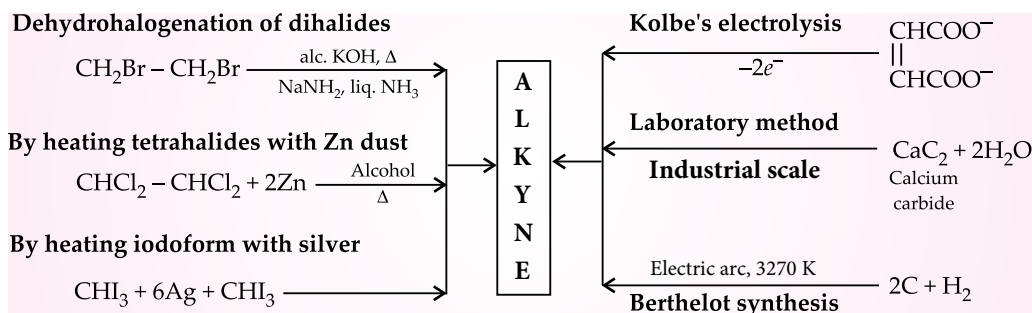 Dehydrohalogenation of dihalides
CH₂Br – CH₂Br
alc. KOH, Δ
NaNH₂, liq. NH₃
By heating tetrahalides with Zn dust
CHCl₂ – CHCl₂ + 2Zn
Alcohol
Δ
By heating iodoform with silver
CHI₃ + 6Ag + CHI₃
A
L
K
Y
N
E
Kolbe's electrolysis
–2e⁻
CHCOO⁻
||
CHCOO⁻
Laboratory method
Industrial scale
CaC₂ + 2H₂O
Calcium
carbide
Electric arc, 3270 K
Berthelot synthesis
2C + H₂